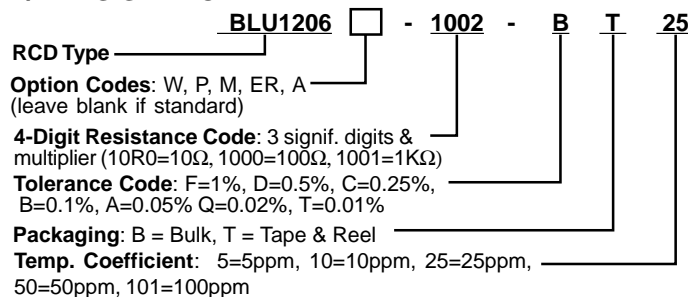 BLU1206 □ - 1002 - B T 25
RCD Type
Option Codes: W, P, M, ER, A
(leave blank if standard)
4-Digit Resistance Code: 3 signif. digits &
multiplier (10R0=10Ω, 1000=100Ω, 1001=1KΩ)
Tolerance Code: F=1%, D=0.5%, C=0.25%,
B=0.1%, A=0.05% Q=0.02%, T=0.01%
Packaging: B = Bulk, T = Tape & Reel
Temp. Coefficient: 5=5ppm, 10=10ppm, 25=25ppm,
50=50ppm, 101=100ppm